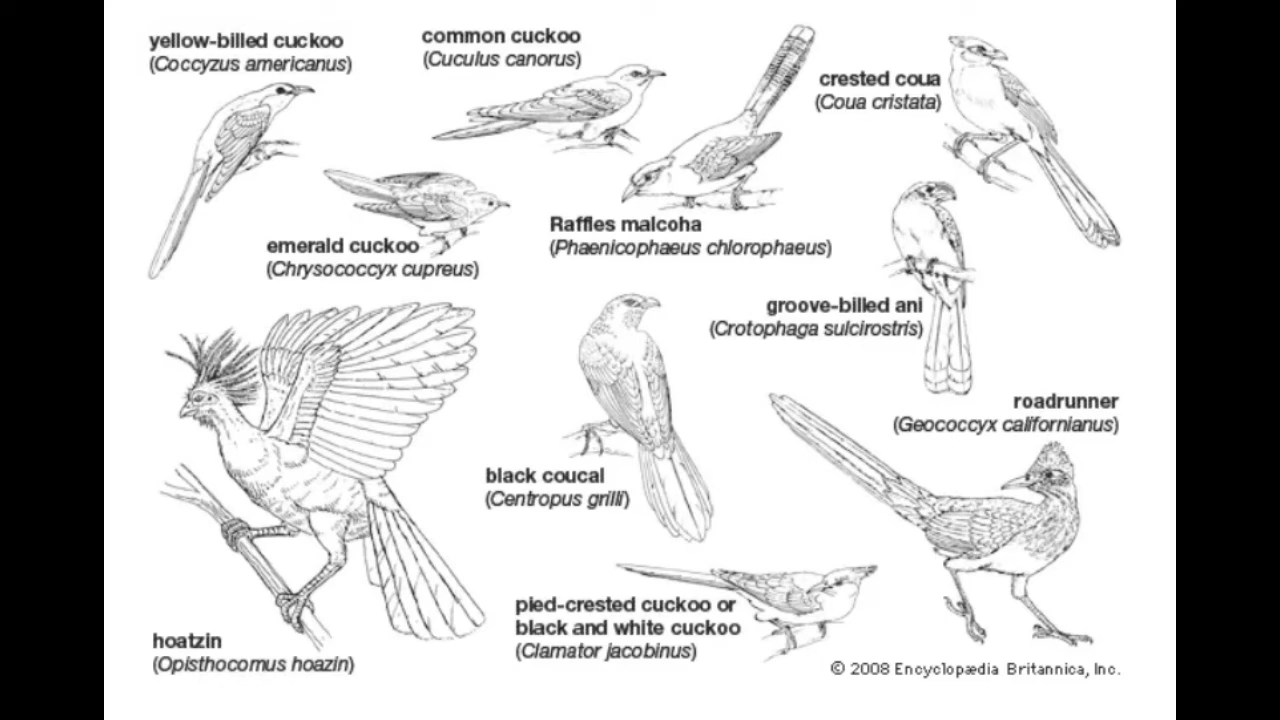 yellow-billed cuckoo
(Coccyzus americanus)
common cuckoo
(Cuculus canorus)
crested coua
(Coua cristata)
emerald cuckoo
(Chrysococcyx cupreus)
Raffles malcoha
(Phaenicophaeus chlorophaeus)
groove-billed ani
(Crotophaga sulcirostris)
roadrunner
(Geococcyx californianus)
black coucal
(Centropus grilli)
pied-crested cuckoo or
black and white cuckoo
(Clamator jacobinus)
hoatzin
(Opisthocomus hoazin)
© 2008 Encyclopædia Britannica, Inc.